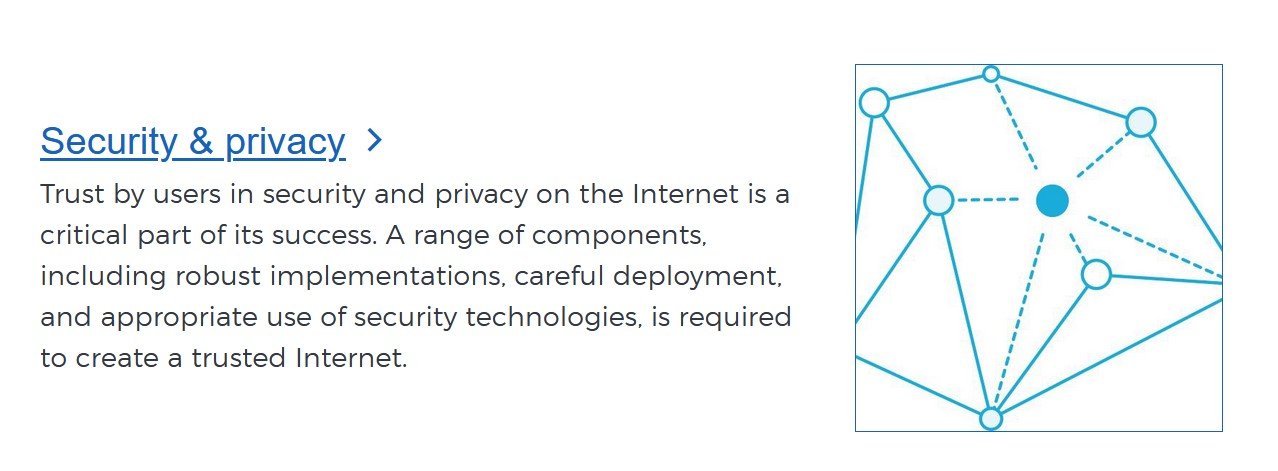 Security & privacy >
Trust by users in security and privacy on the Internet is a
critical part of its success. A range of components,
including robust implementations, careful deployment,
and appropriate use of security technologies, is required
to create a trusted Internet.